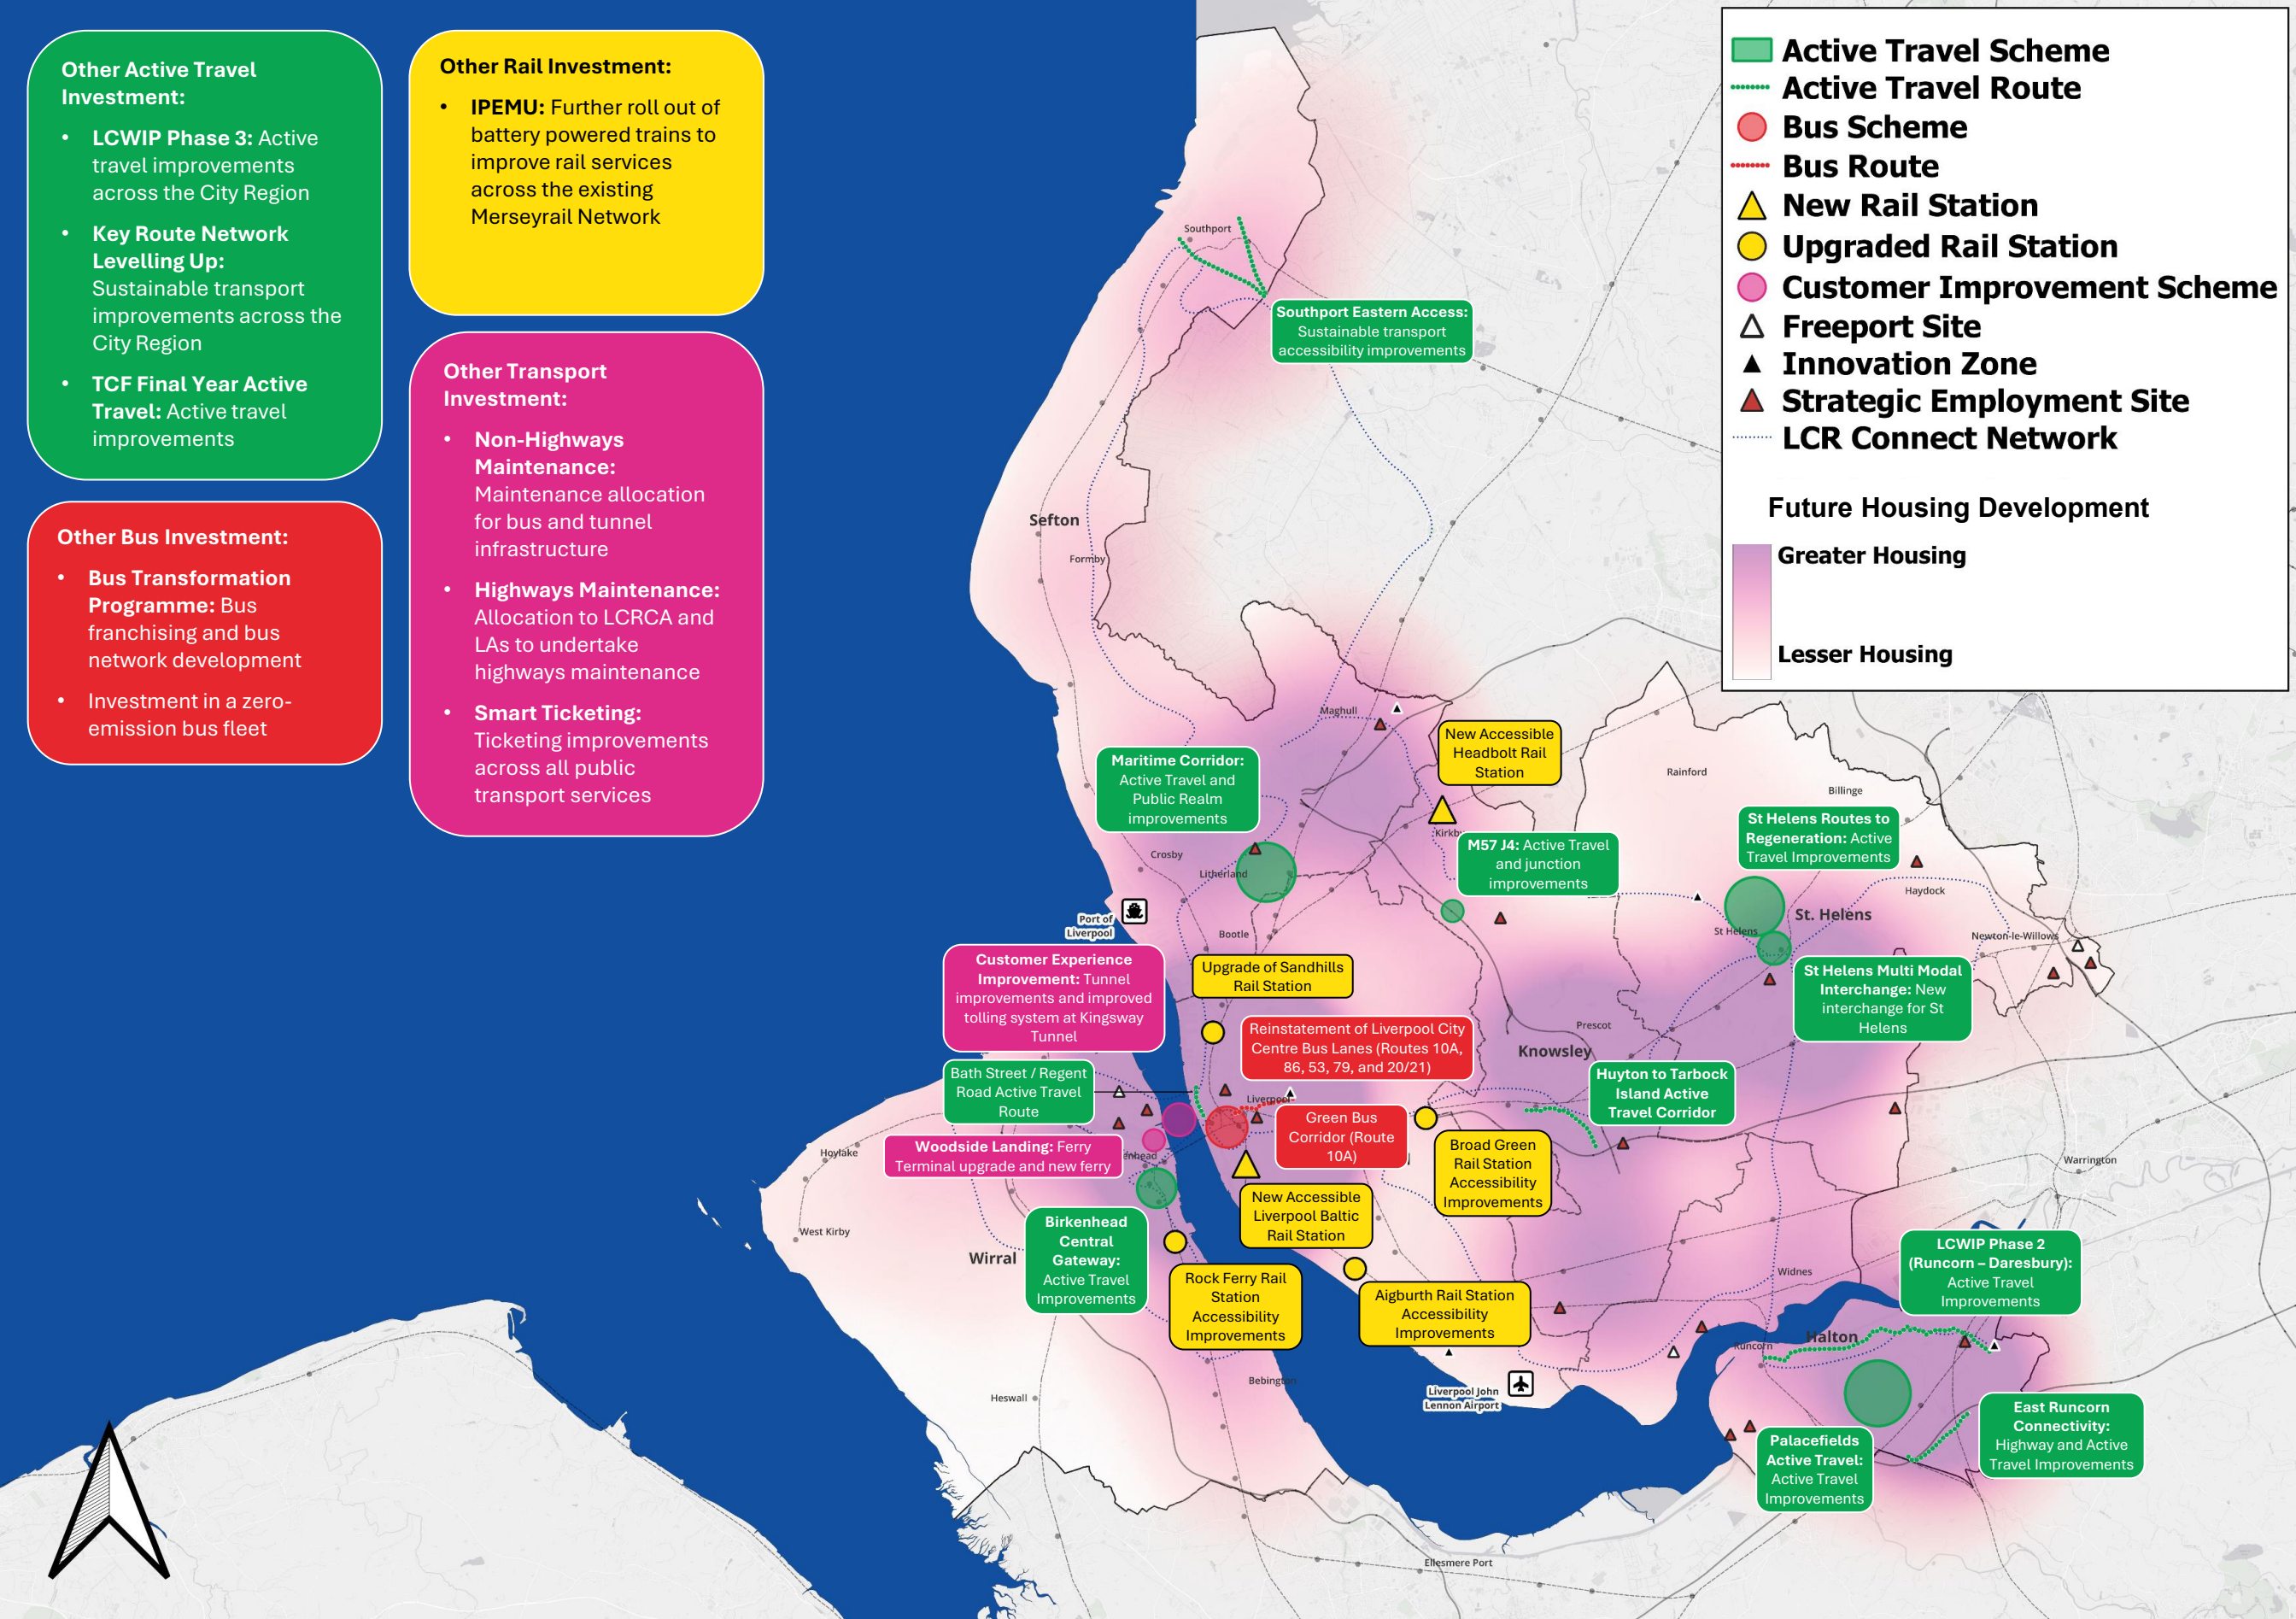 Other Active Travel
Investment:
• LCWIP Phase 3: Active
travel improvements
across the City Region
• Key Route Network
Levelling Up:
Sustainable transport
improvements across the
City Region
• TCF Final Year Active
Travel: Active travel
improvements
Other Bus Investment:
• Bus Transformation
Programme: Bus
franchising and bus
network development
• Investment in a zero-
emission bus fleet
Other Rail Investment:
• IPEMU: Further roll out of
battery powered trains to
improve rail services
across the existing
Merseyrail Network
Other Transport
Investment:
• Non-Highways
Maintenance:
Maintenance allocation
for bus and tunnel
infrastructure
• Highways Maintenance:
Allocation to LCRCA and
LAs to undertake
highways maintenance
• Smart Ticketing:
Ticketing improvements
across all public
transport services
Active Travel Scheme
Active Travel Route
Bus Scheme
Bus Route
New Rail Station
Upgraded Rail Station
Customer Improvement Scheme
Freeport Site
Innovation Zone
Strategic Employment Site
LCR Connect Network
Future Housing Development
Greater Housing
Lesser Housing
Southport
Southport Eastern Access:
Sustainable transport
accessibility improvements
Sefton
Formby
Maghull
New Accessible
Headbolt Rail
Station
Rainford
Billinge
Maritime Corridor:
Active Travel and
Public Realm
improvements
Kirkby
M57 J4: Active Travel
and junction
improvements
St Helens Routes to
Regeneration: Active
Travel Improvements
Crosby
Litherland
Haydock
Port of
Liverpool
Bootle
St. Helens
St Helens
Newton-le-Willows
Customer Experience
Improvement: Tunnel
improvements and improved
tolling system at Kingsway
Tunnel
Upgrade of Sandhills
Rail Station
St Helens Multi Modal
Interchange: New
interchange for St
Helens
Reinstatement of Liverpool City
Centre Bus Lanes (Routes 10A,
86, 53, 79, and 20/21)
Prescot
Knowsley
Bath Street / Regent
Road Active Travel
Route
Huyton to Tarbock
Island Active
Travel Corridor
Liverpool
Green Bus
Corridor (Route
10A)
Woodside Landing: Ferry
Terminal upgrade and new ferry
Hoylake
enhead
Broad Green
Rail Station
Accessibility
Improvements
Warrington
New Accessible
Liverpool Baltic
Rail Station
West Kirby
Wirral
Birkenhead
Central
Gateway:
Active Travel
Improvements
LCWIP Phase 2
(Runcorn – Daresbury):
Active Travel
Improvements
Widnes
Rock Ferry Rail
Station
Accessibility
Improvements
Aigburth Rail Station
Accessibility
Improvements
Halton
Runcorn
Bebington
Heswall
Liverpool John
Lennon Airport
East Runcorn
Connectivity:
Highway and Active
Travel Improvements
Palacefields
Active Travel:
Active Travel
Improvements
Ellesmere Port